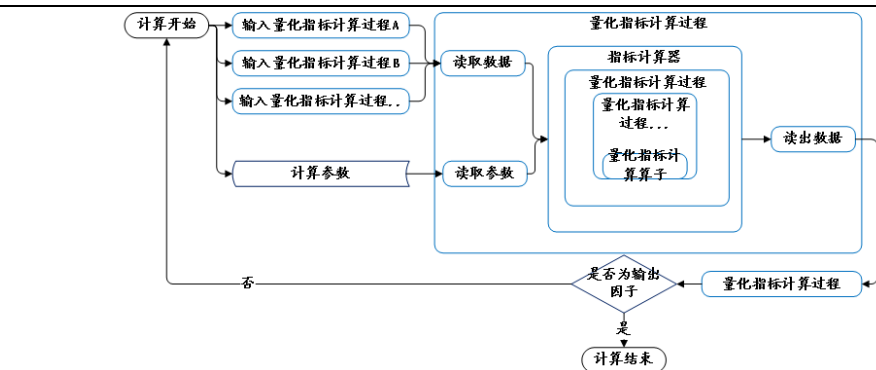 计算开始
输入量化指标计算过程A
输入量化指标计算过程B
输入量化指标计算过程..
计算参数
量化指标计算过程
读取数据
读取参数
指标计算器
量化指标计算过程
量化指标计算
过程...
量化指标计
算算子
读出数据
量化指标计算过程
是否为输出
因子
否
是
计算结束